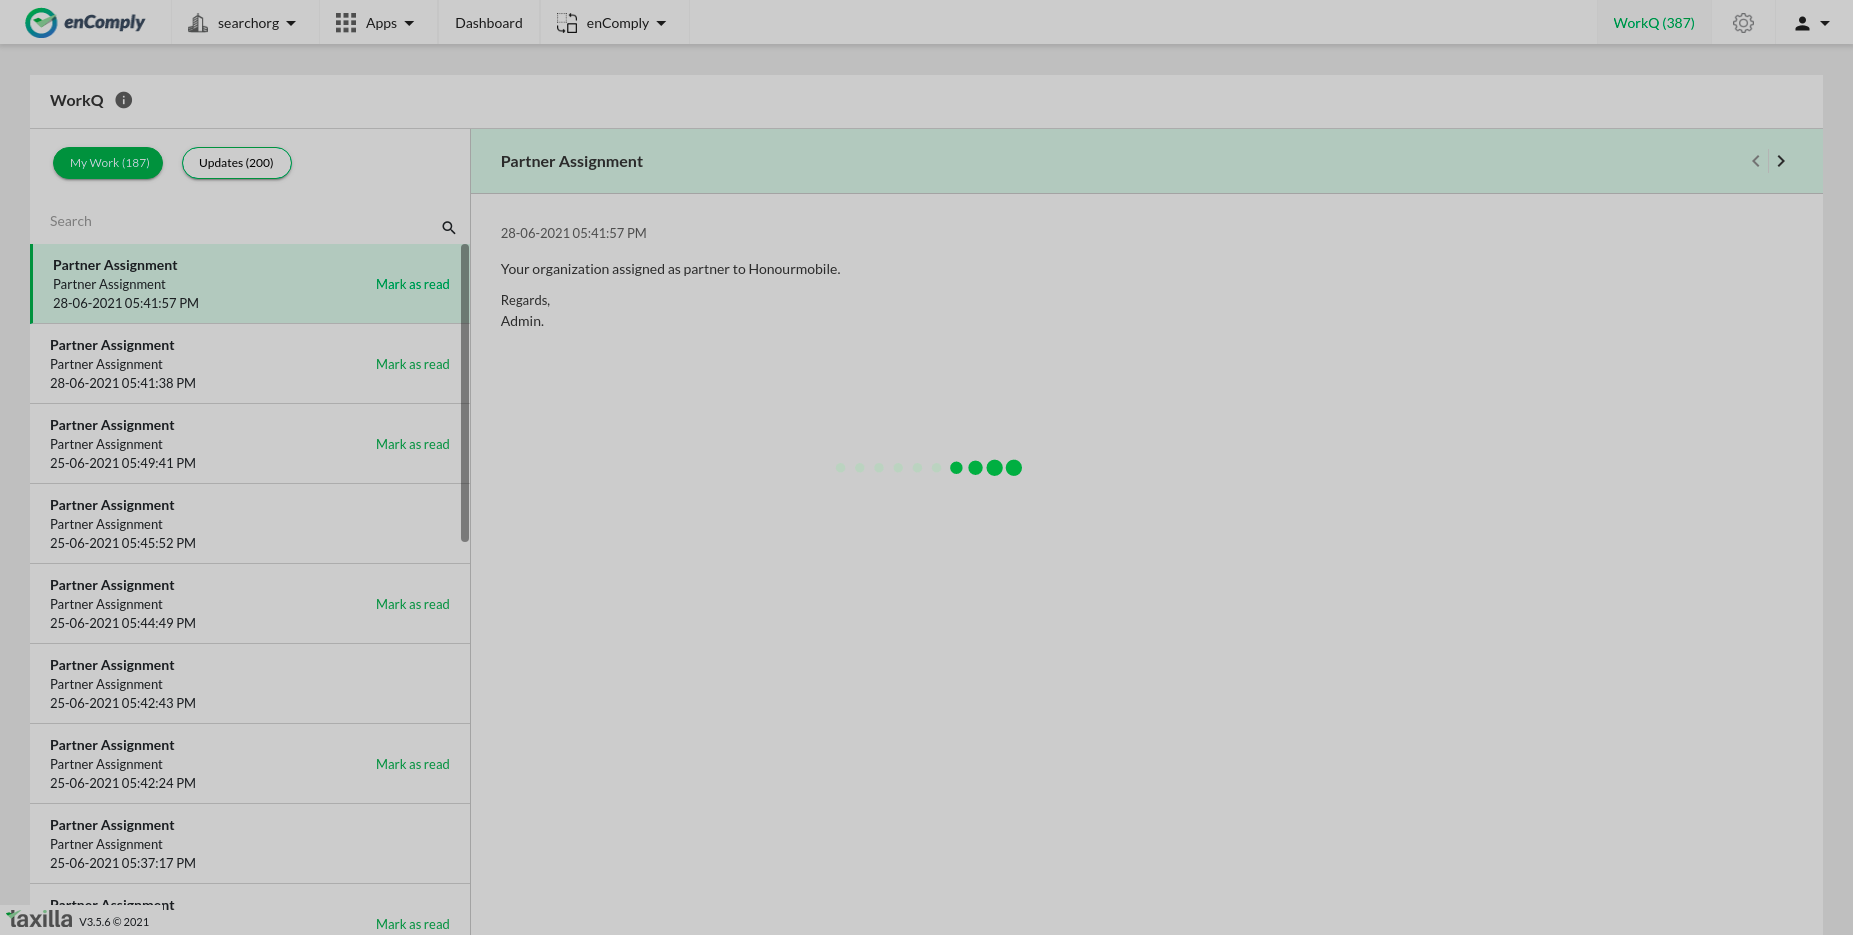 enComply
searchorg
Apps
Dashboard
enComply
WorkQ (387)
WorkQ
My Work (187)
Updates (200)
Search
Partner Assignment
Partner Assignment
Mark as read
28-06-2021 05:41:57 PM
Partner Assignment
Partner Assignment
Mark as read
28-06-2021 05:41:38 PM
Partner Assignment
Partner Assignment
Mark as read
25-06-2021 05:49:41 PM
Partner Assignment
Partner Assignment
25-06-2021 05:45:52 PM
Partner Assignment
Partner Assignment
Mark as read
25-06-2021 05:44:49 PM
Partner Assignment
Partner Assignment
25-06-2021 05:42:43 PM
Partner Assignment
Partner Assignment
Mark as read
25-06-2021 05:42:24 PM
Partner Assignment
Partner Assignment
25-06-2021 05:37:17 PM
Partner Assignment
Mark as read
taxilla V3.5.6 © 2021
Partner Assignment
28-06-2021 05:41:57 PM
Your organization assigned as partner to Honourmobile.
Regards,
Admin.